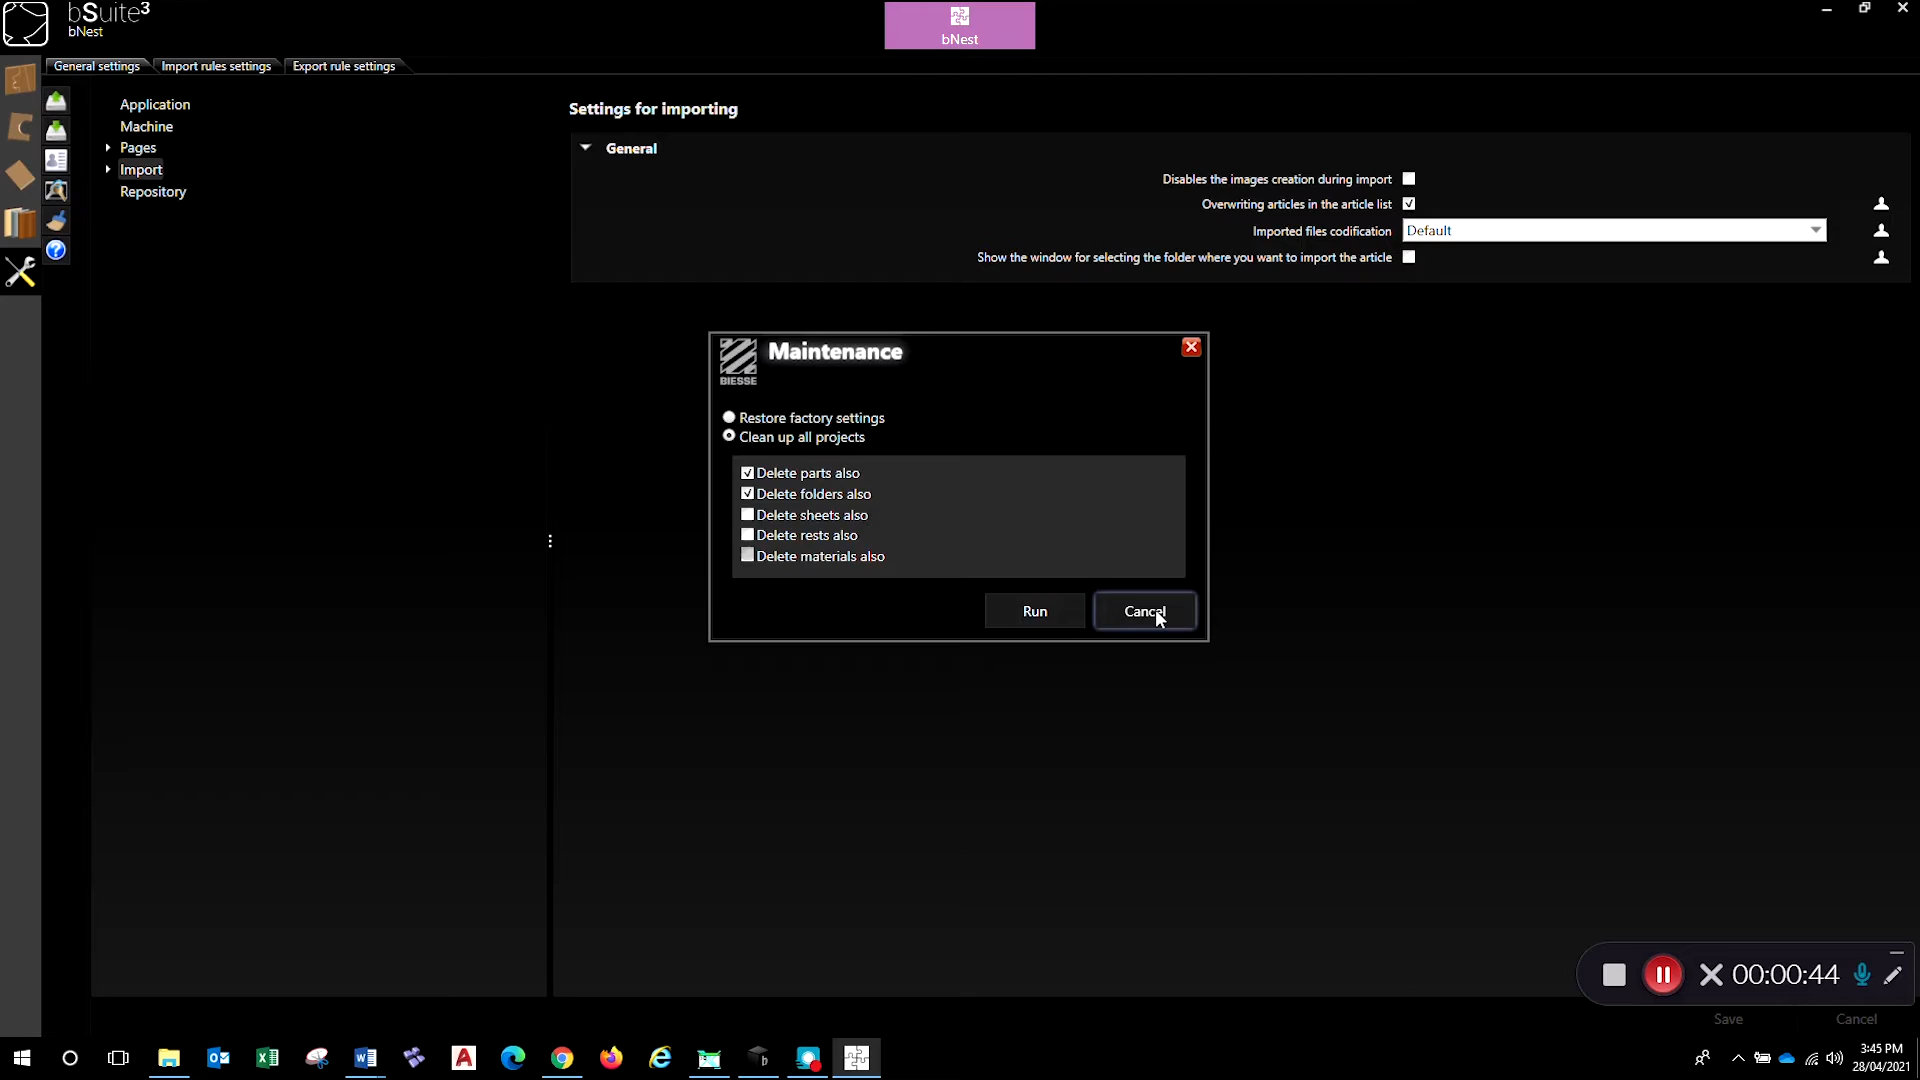 bSuite³
bNest
bNest
General settings
Import rules settings
Export rule settings
Application
Machine
Pages
Import
Repository
Settings for importing
General
Disables the images creation during import
Overwriting articles in the article list
Imported files codification
Default
Show the window for selecting the folder where you want to import the article
BIESSE
Maintenance
Restore factory settings
Clean up all projects
Delete parts also
Delete folders also
Delete sheets also
Delete rests also
Delete materials also
Run
Cancel
00:00:44
Save
Cancel
3:45 PM
28/04/2021